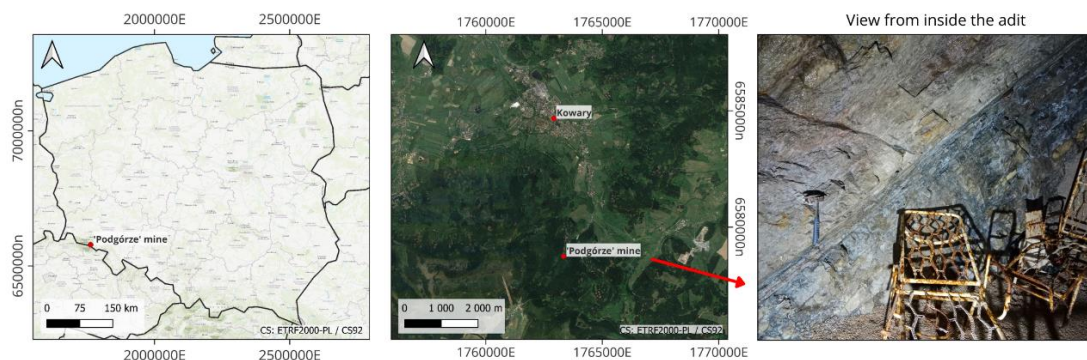 2000000E 2500000E
7000000n
6500000n
'Podgórze' mine
0 75 150 km
CS: ETRF2000-PL / CS92
2000000E 2500000E
1760000E 1765000E 1770000E
Kowary
'Podgórze' mine
0 1 000 2 000 m
CS: ETRF2000-PL / CS92
1760000E 1765000E 1770000E
6585000n
6580000n
View from inside the adit